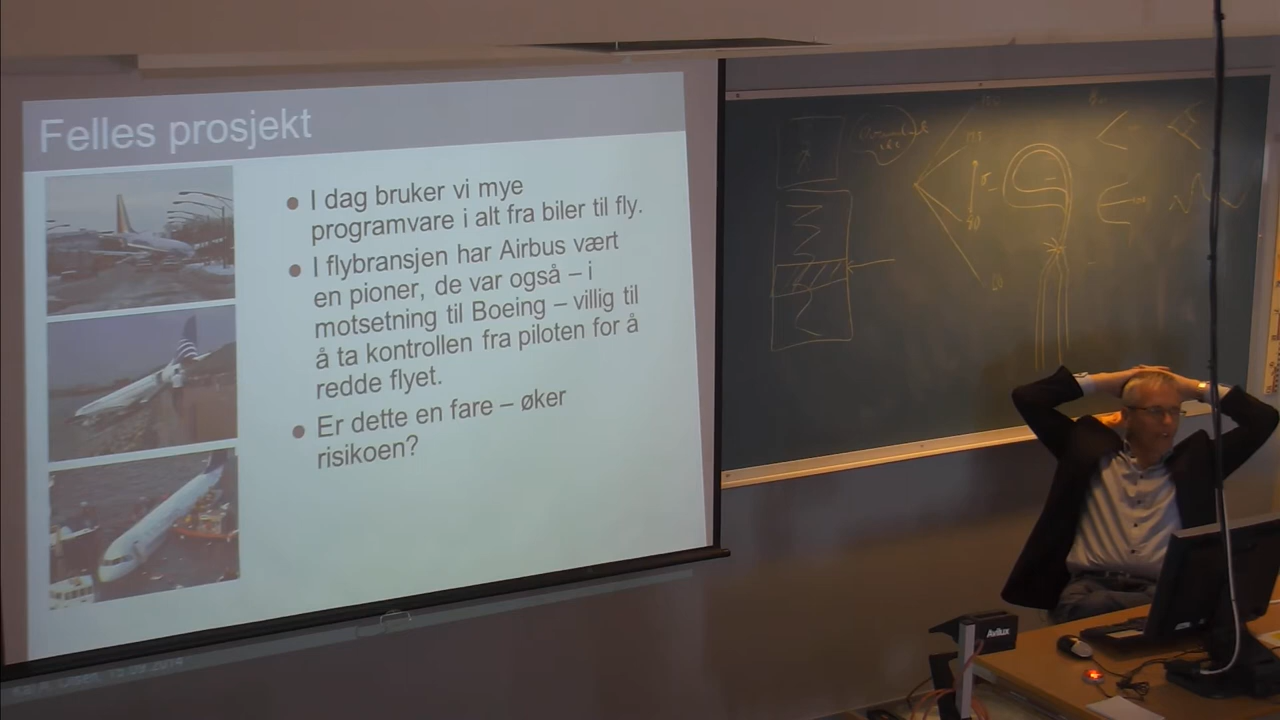 Felles prosjekt
I dag bruker vi mye
programvare i alt fra biler til fly.
I flybransjen har Airbus vært
en pioner, de var også – i
motsetning til Boeing – villig til
å ta kontrollen fra piloten for å
redde flyet.
Er dette en fare – øker
risikoen?
Avilux